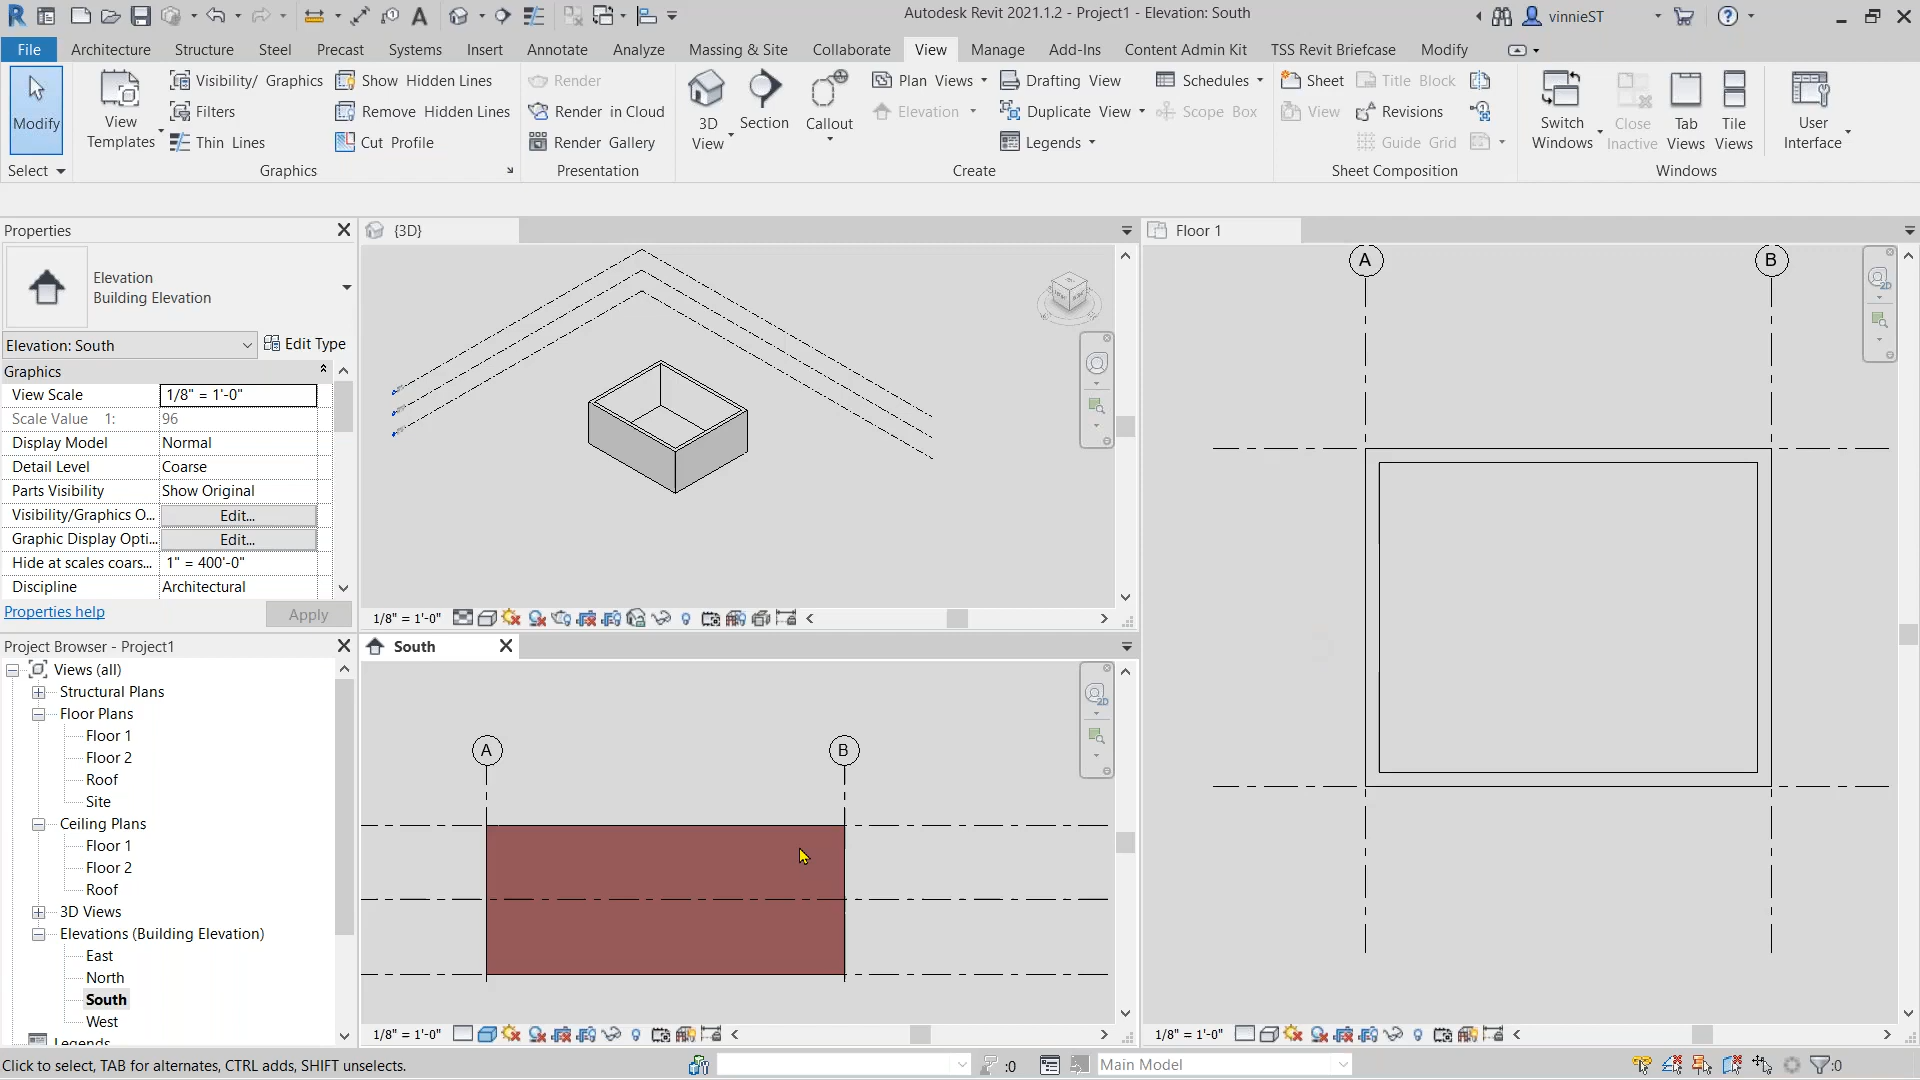 Autodesk Revit 2021.1.2 - Project1 - Elevation: South
vinnieST
File Architecture Structure Steel Precast Systems Insert Annotate Analyze Massing & Site Collaborate View Manage Add-Ins Content Admin Kit TSS Revit Briefcase Modify
Modify
View Templates
Visibility/ Graphics
Filters
Thin Lines
Show Hidden Lines
Remove Hidden Lines
Cut Profile
Render
Render in Cloud
Render Gallery
3D View
Section
Callout
Plan Views
Elevation
Drafting View
Duplicate View
Legends
Schedules
Scope Box
Sheet
View
Title Block
Revisions
Guide Grid
Switch Windows
Close Inactive
Tab Views
Tile Views
User Interface
Select Graphics Presentation Create Sheet Composition Windows
Properties
Elevation
Building Elevation
Elevation: South
Edit Type
Graphics
View Scale 1/8" = 1'-0"
Scale Value 1: 96
Display Model Normal
Detail Level Coarse
Parts Visibility Show Original
Visibility/Graphics O... Edit...
Graphic Display Opti... Edit...
Hide at scales coars... 1" = 400'-0"
Discipline Architectural
Properties help
Apply
Project Browser - Project1
Views (all)
Structural Plans
Floor Plans
Floor 1
Floor 2
Roof
Site
Ceiling Plans
Floor 1
Floor 2
Roof
3D Views
Elevations (Building Elevation)
East
North
South
West
Legends
{3D}
1/8" = 1'-0"
South
A
B
1/8" = 1'-0"
Floor 1
A
B
2D
2D
1/8" = 1'-0"
Click to select, TAB for alternates, CTRL adds, SHIFT unselects.
:0
Main Model
:0